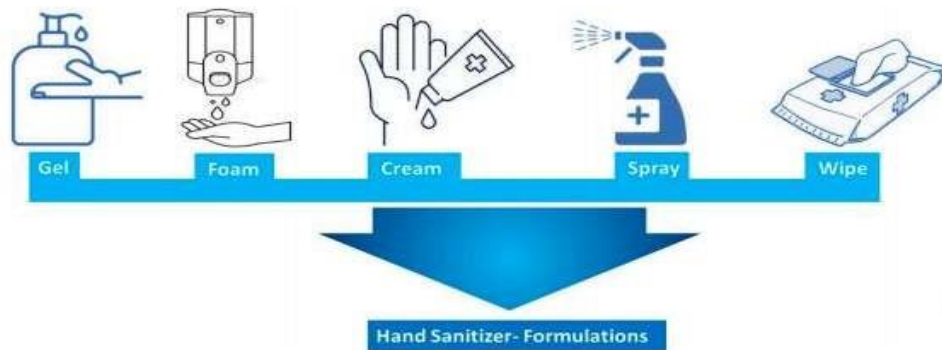 Gel
Foam
Cream
Spray
Wipe
Hand Sanitizer- Formulations